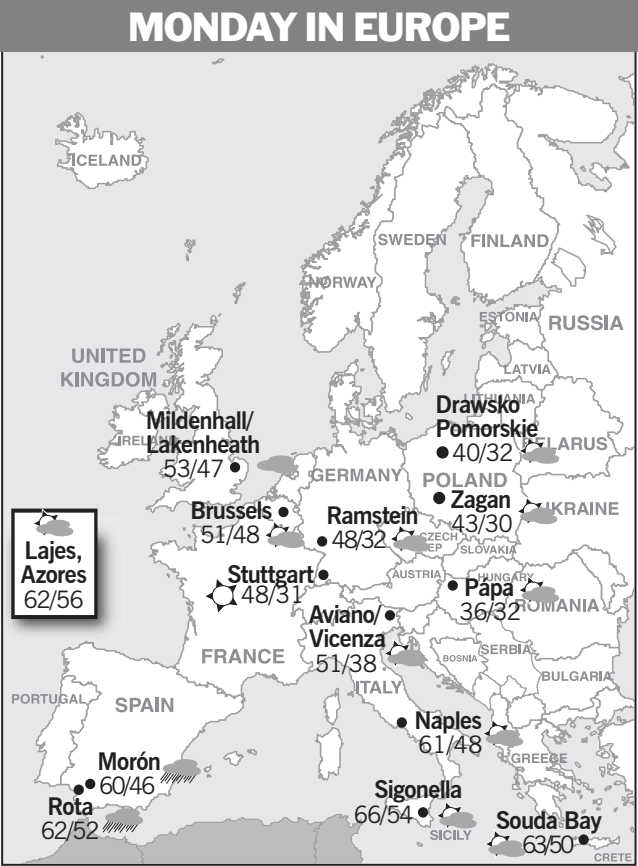 MONDAY IN EUROPE
ICELAND
SWEDEN
FINLAND
NORWAY
ESTONIA
RUSSIA
UNITED
KINGDOM
LATVIA
LITHUANIA
Drawsko
Pomorskie
40/32
BELARUS
Mildenhall/
Lakenheath
53/47
IRELAND
GERMANY
POLAND
Zagan
43/30
UKRAINE
Brussels
51/48
Ramstein
48/32
CZECH
REP
SLOVAKIA
Lajes,
Azores
62/56
Stuttgart
48/31
AUSTRIA
HUNGARY
Pápa
36/32
ROMANIA
Aviano/
Vicenza
51/38
FRANCE
BOSNIA
SERBIA
BULGARIA
ITALY
PORTUGAL
SPAIN
Naples
61/48
GREECE
Morón
60/46
Rota
62/52
Sigonella
66/54
SICILY
Souda Bay
63/50
CRETE